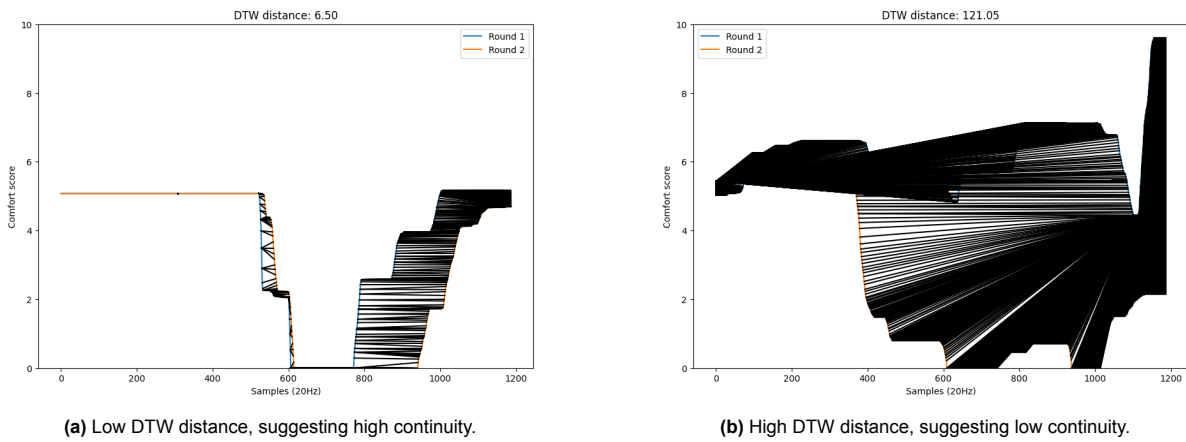 DTW distance: 6.50
10
8
6
4
2
0
Comfort score
Round 1
Round 2
0 200 400 600 800 1000 1200
Samples (20Hz)
(a) Low DTW distance, suggesting high continuity.
DTW distance: 121.05
10
8
6
4
2
0
Comfort score
Round 1
Round 2
0 200 400 600 800 1000 1200
Samples (20Hz)
(b) High DTW distance, suggesting low continuity.